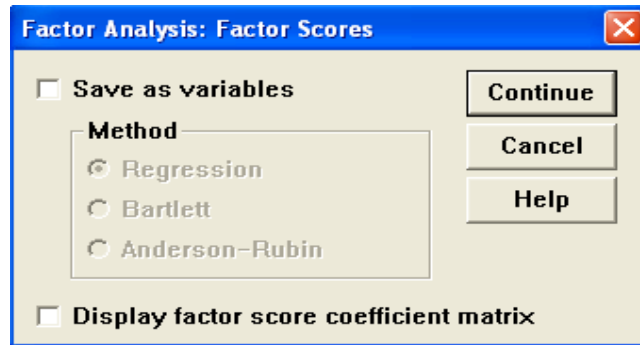 Factor Analysis: Factor Scores
Save as variables
Continue
Method
Cancel
Regression
Help
Bartlett
Anderson-Rubin
Display factor score coefficient matrix